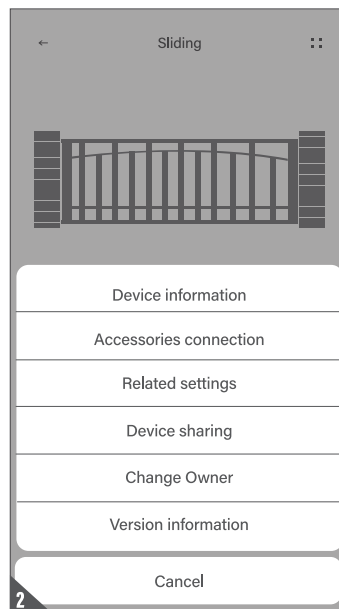 Sliding
Device information
Accessories connection
Related settings
Device sharing
Change Owner
Version information
Cancel
2